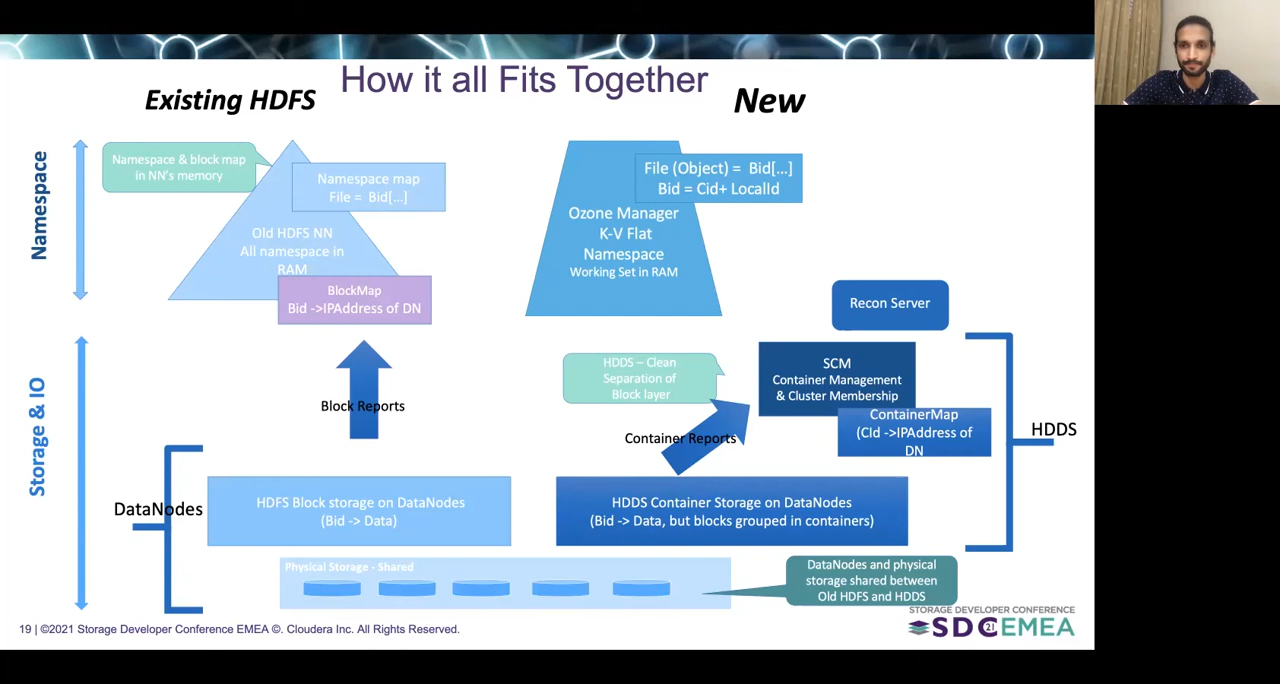 How it all Fits Together
Existing HDFS
New
Namespace
Namespace & block map
in NN's memory
Namespace map
File = Bid[...]
Old HDFS NN
All namespace in
RAM
BlockMap
Bid ->IPAddress of DN
File (Object) = Bid[...]
Bid = Cid+ LocalId
Ozone Manager
K-V Flat
Namespace
Working Set in RAM
Recon Server
Storage & IO
Block Reports
HDDS – Clean
Separation of
Block layer
SCM
Container Management
& Cluster Membership
Container Reports
ContainerMap
(CId ->IPAddress of
DN
HDDS
DataNodes
HDFS Block storage on DataNodes
(Bid -> Data)
HDDS Container Storage on DataNodes
(Bid -> Data, but blocks grouped in containers)
Physical Storage - Shared
DataNodes and physical
storage shared between
Old HDFS and HDDS
19 | ©2021 Storage Developer Conference EMEA ©. Cloudera Inc. All Rights Reserved.
STORAGE DEVELOPER CONFERENCE
SDC 21 EMEA